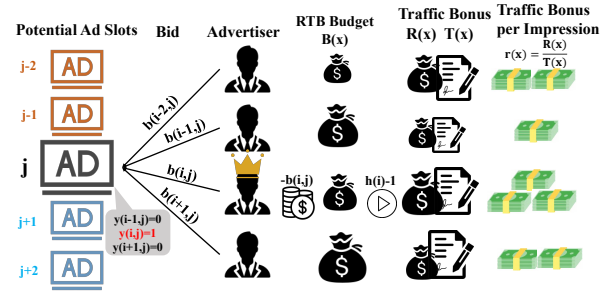 Potential Ad Slots
Bid
Advertiser
RTB Budget
B(x)
Traffic Bonus
R(x) T(x)
Traffic Bonus
per Impression
r(x) = R(x)/T(x)
j-2
AD
b(i-2,j)
$
$
j-1
AD
b(i-1,j)
$
$
j
AD
b(i,j)
-b(i,j)
$
$
h(i)-1
$
y(i-1,j)=0
y(i,j)=1
y(i+1,j)=0
b(i+1,j)
$
$
j+1
AD
j+2
AD